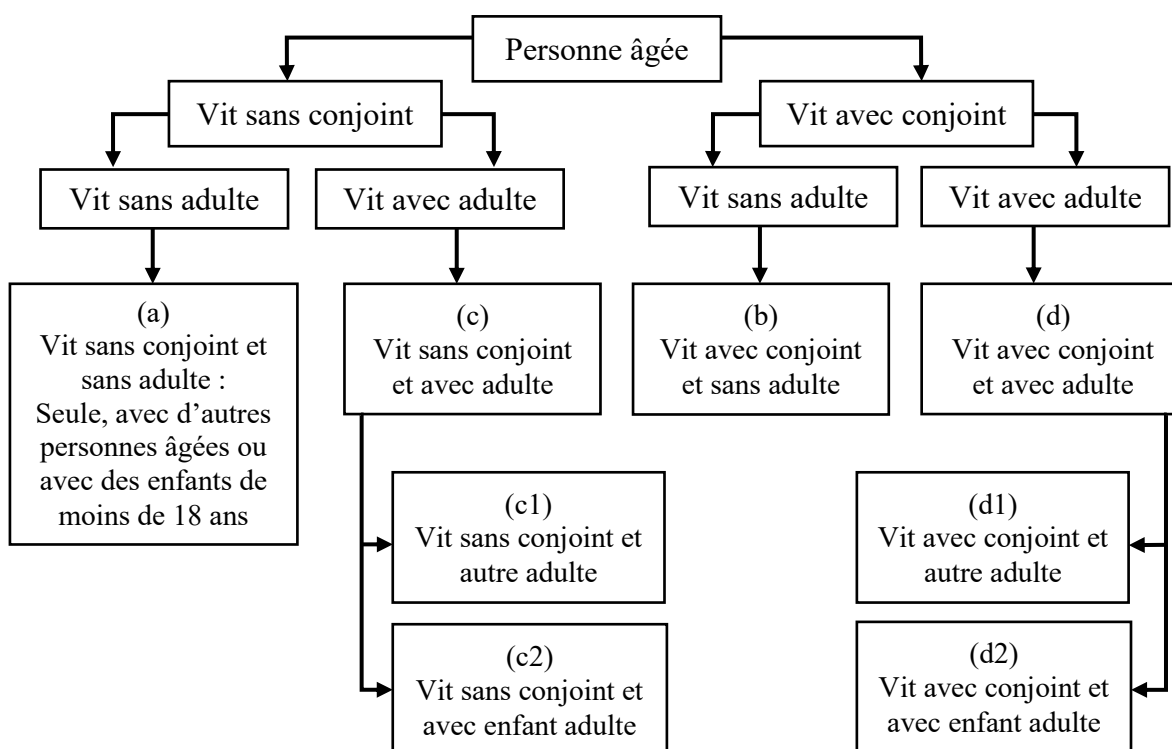 Personne âgée
Vit sans conjoint
Vit avec conjoint
Vit sans adulte
Vit avec adulte
Vit sans adulte
Vit avec adulte
(a)
Vit sans conjoint et
sans adulte :
Seule, avec d’autres
personnes âgées ou
avec des enfants de
moins de 18 ans
(c)
Vit sans conjoint
et avec adulte
(b)
Vit avec conjoint
et sans adulte
(d)
Vit avec conjoint
et avec adulte
(c1)
Vit sans conjoint et
autre adulte
(d1)
Vit avec conjoint et
autre adulte
(c2)
Vit sans conjoint et
avec enfant adulte
(d2)
Vit avec conjoint et
avec enfant adulte